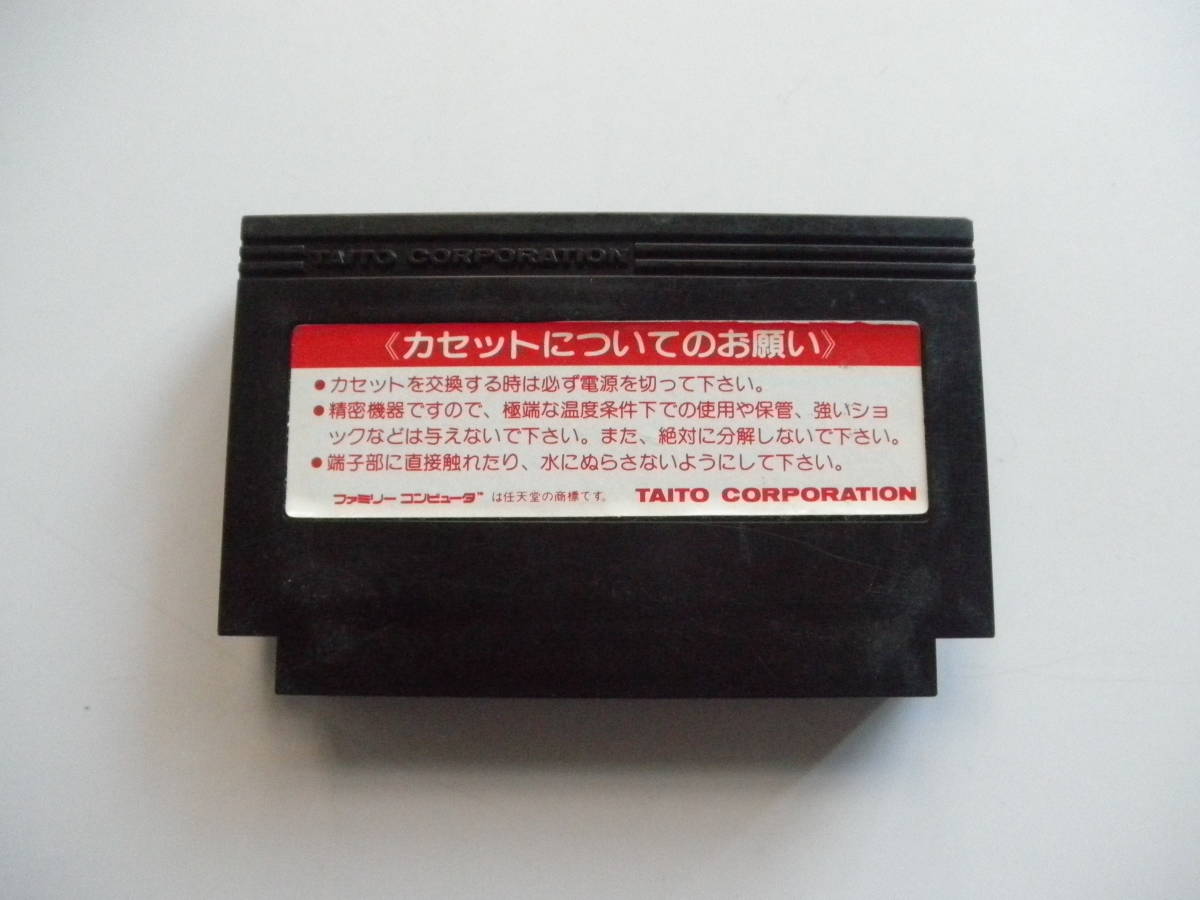 TAITO CORPORATION
《カセットについてのお願い》
●カセットを交換する時は必ず電源を切って下さい。
●精密機器ですので、極端な温度条件下での使用や保管、強いショ
ックなどは与えないで下さい。また、絶対に分解しないで下さい。
●端子部に直接触れたり、水にぬらさないようにして下さい。
ファミリーコンピュータ™ は任天堂の商標です。 TAITO CORPORATION